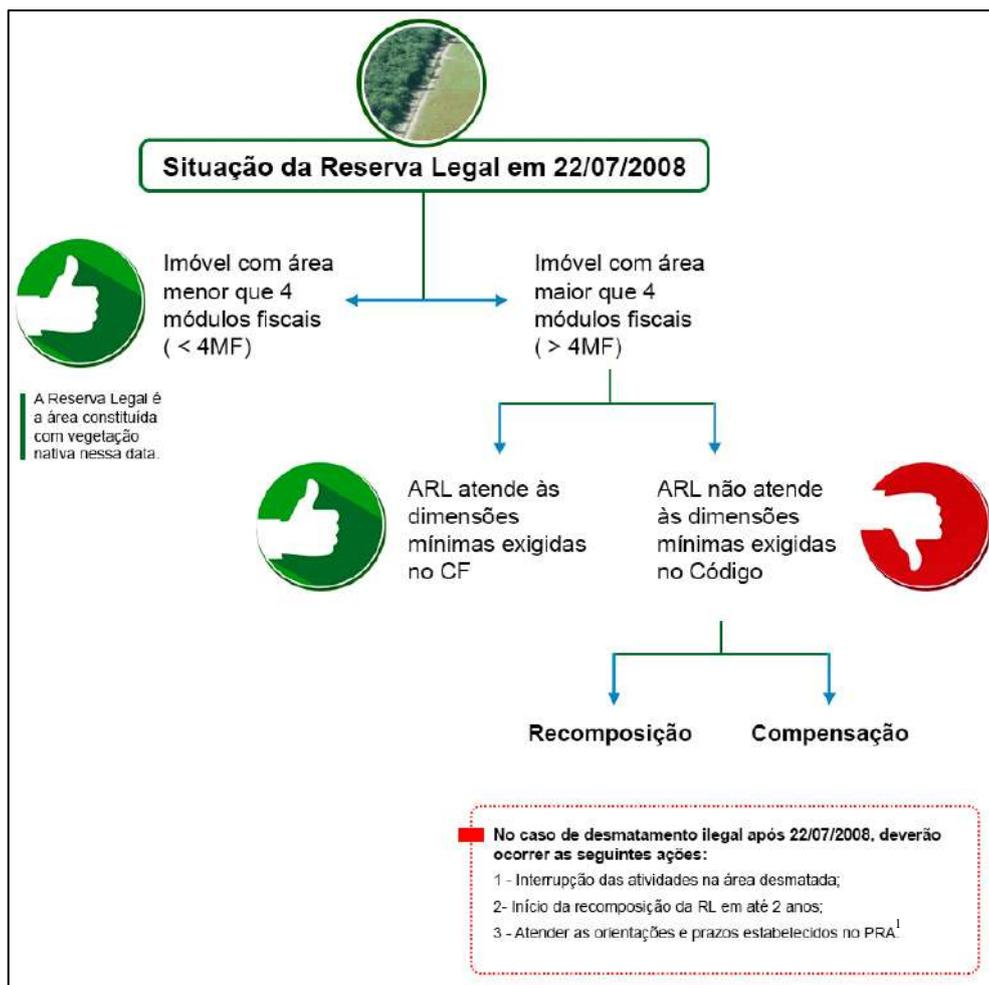 Situação da Reserva Legal em 22/07/2008
Imóvel com área
menor que 4
módulos fiscais
( < 4MF)
Imóvel com área
maior que 4
módulos fiscais
( > 4MF)
A Reserva Legal é
a área constituída
com vegetação
nativa nessa data.
ARL atende às
dimensões
mínimas exigidas
no CF
ARL não atende
às dimensões
mínimas exigidas
no Código
Recomposição
Compensação
No caso de desmatamento ilegal após 22/07/2008, deverão
ocorrer as seguintes ações:
1 - Interrupção das atividades na área desmatada;
2- Início da recomposição da RL em até 2 anos;
3 - Atender as orientações e prazos estabelecidos no PRA.1